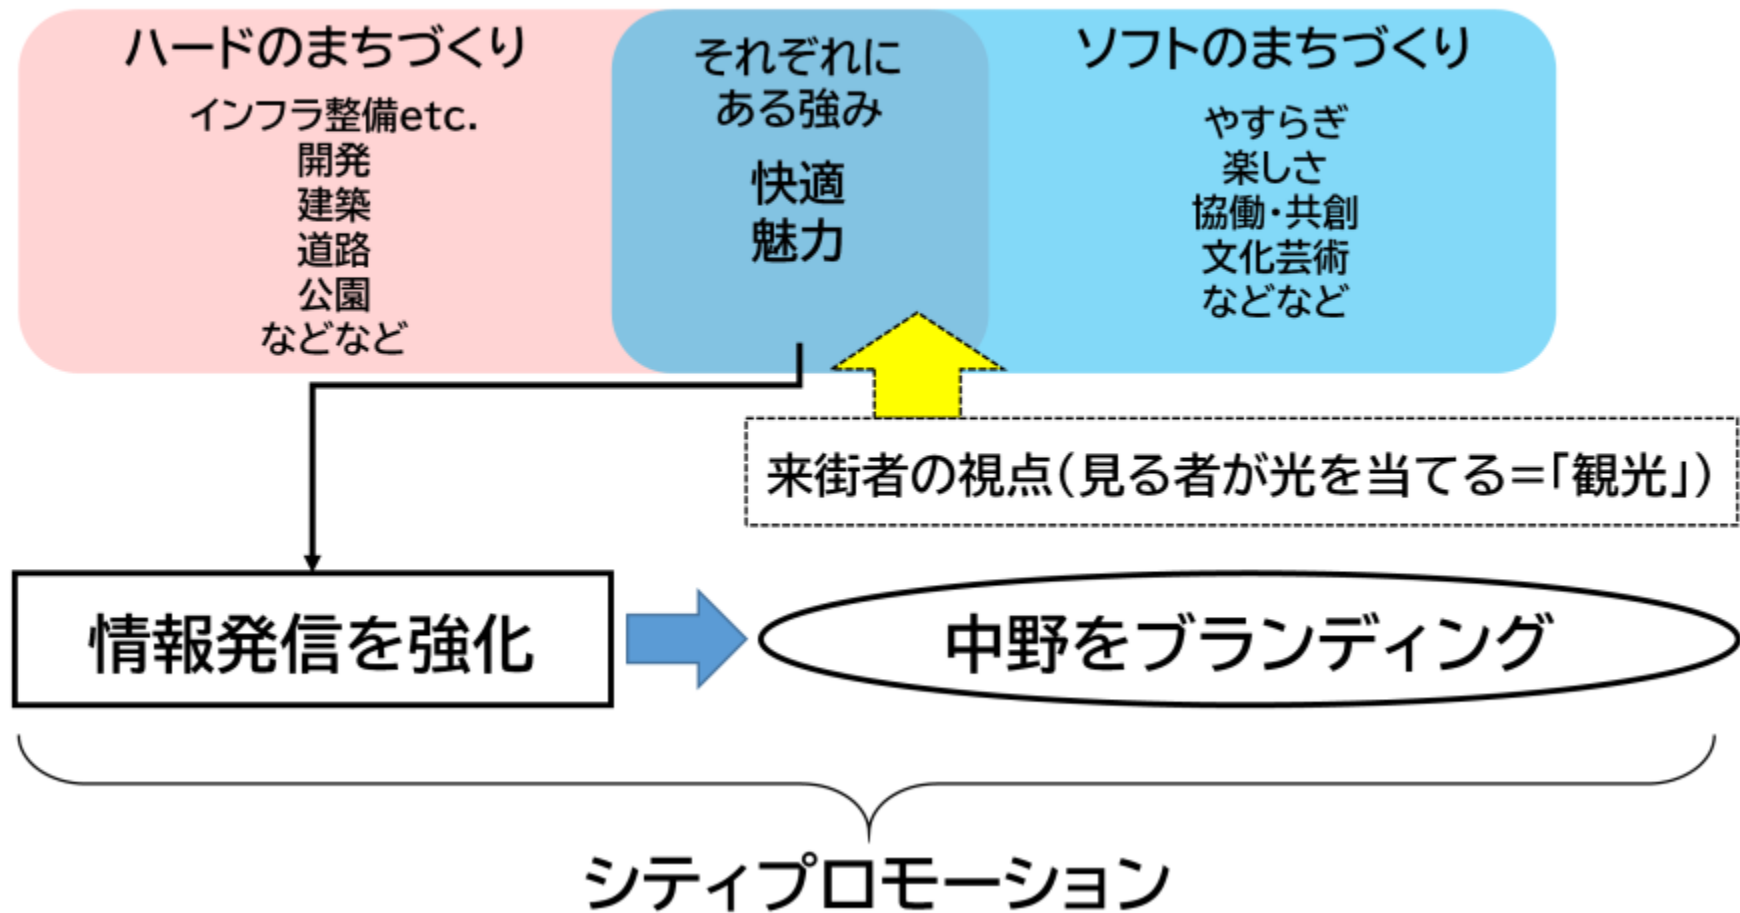 ハードのまちづくり
インフラ整備etc.
開発
建築
道路
公園
などなど
それぞれに
ある強み
快適
魅力
ソフトのまちづくり
やすらぎ
楽しさ
協働・共創
文化芸術
などなど
来街者の視点(見る者が光を当てる=「観光」)
情報発信を強化
中野をブランディング
シティプロモーション